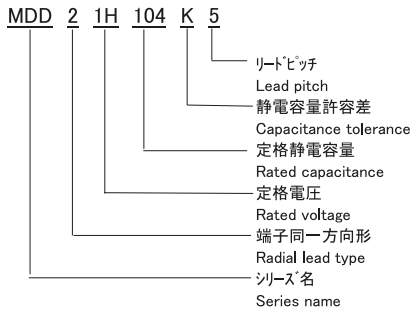 MDD 2 1H 104 K 5
ﾘｰﾄﾞﾋﾟｯﾁ
Lead pitch
静電容量許容差
Capacitance tolerance
定格静電容量
Rated capacitance
定格電圧
Rated voltage
端子同一方向形
Radial lead type
ｼﾘｰｽﾞ名
Series name